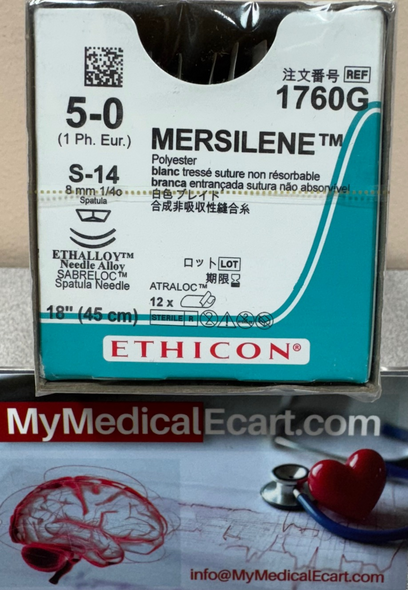 注文番号 REF
1760G
5-0
(1 Ph. Eur.)
MERSILENE™
Polyester
blanc tressé suture non résorbable
branca entrançada sutura não absorvível
白色 ブレイド
合成非吸収性縫合糸
S-14
8 mm 1/4c
Spatula
ETHALLOY™
Needle Alloy
SABRELOC™
Spatula Needle
ロット LOT
期限
ATRALOC™
12 x
STERILE R
18" (45 cm)
ETHICON®
MyMedicalEcart.com
info@MyMedicalEcart.com